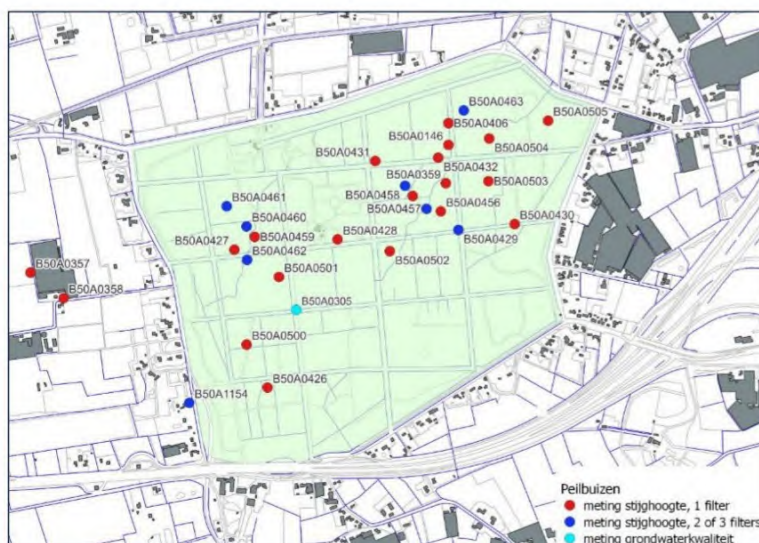 B50A0463
B50A0505
B50A0406
B50A0146
B50A0504
B50A0431
B50A0432
B50A0359
B50A0503
B50A0458
B50A0461
B50A0457
B50A0456
B50A0460
B50A0430
B50A0459
B50A0428
B50A0429
B50A0427
B50A0462
B50A0502
B50A0357
B50A0501
B50A0358
B50A0305
B50A0500
B50A0426
B50A1154
Peilbuizen
meting stijghoogte, 1 filter
meting stijghoogte, 2 of 3 filters
meting grondwaterkwaliteit